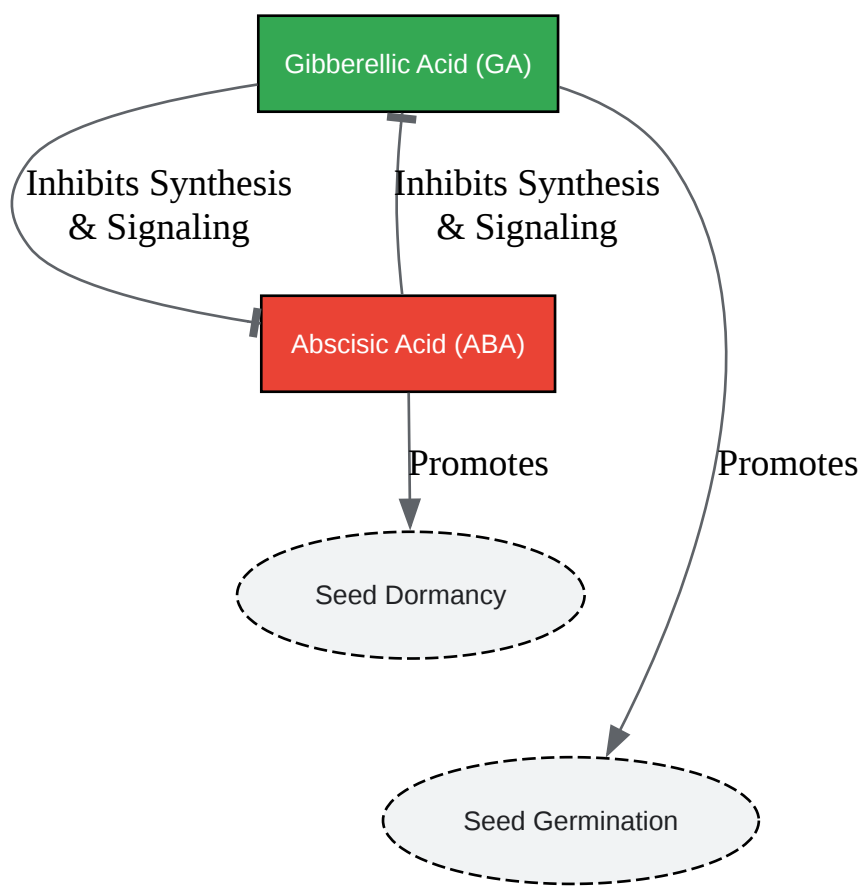 Gibberellic Acid (GA)
Inhibits Synthesis
& Signaling
Inhibits Synthesis
& Signaling
Abscisic Acid (ABA)
Promotes
Promotes
Seed Dormancy
Seed Germination